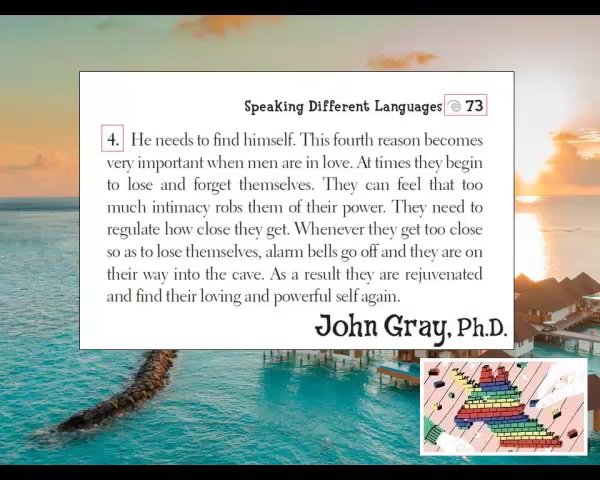 Speaking Different Languages 73
4. He needs to find himself. This fourth reason becomes
very important when men are in love. At times they begin
to lose and forget themselves. They can feel that too
much intimacy robs them of their power. They need to
regulate how close they get. Whenever they get too close
so as to lose themselves, alarm bells go off and they are on
their way into the cave. As a result they are rejuvenated
and find their loving and powerful self again.
John Gray, Ph.D.